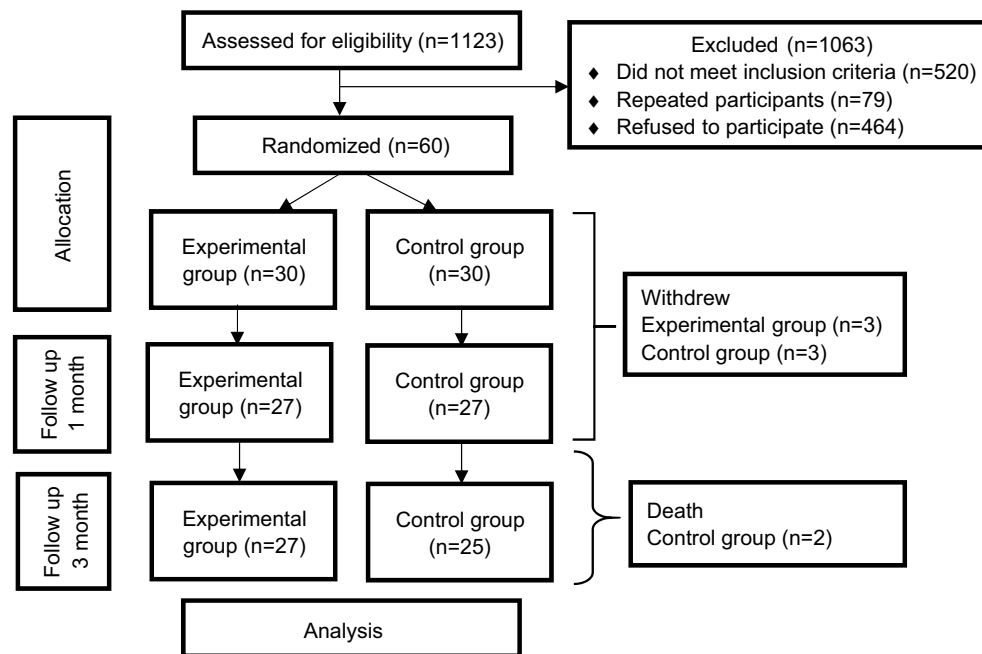 Assessed for eligibility (n=1123)
Excluded (n=1063)
♦ Did not meet inclusion criteria (n=520)
♦ Repeated participants (n=79)
♦ Refused to participate (n=464)
Randomized (n=60)
Allocation
Experimental
group (n=30)
Control group
(n=30)
Withdrew
Experimental group (n=3)
Control group (n=3)
Follow up
1 month
Experimental
group (n=27)
Control group
(n=27)
Follow up
3 month
Experimental
group (n=27)
Control group
(n=25)
Death
Control group (n=2)
Analysis